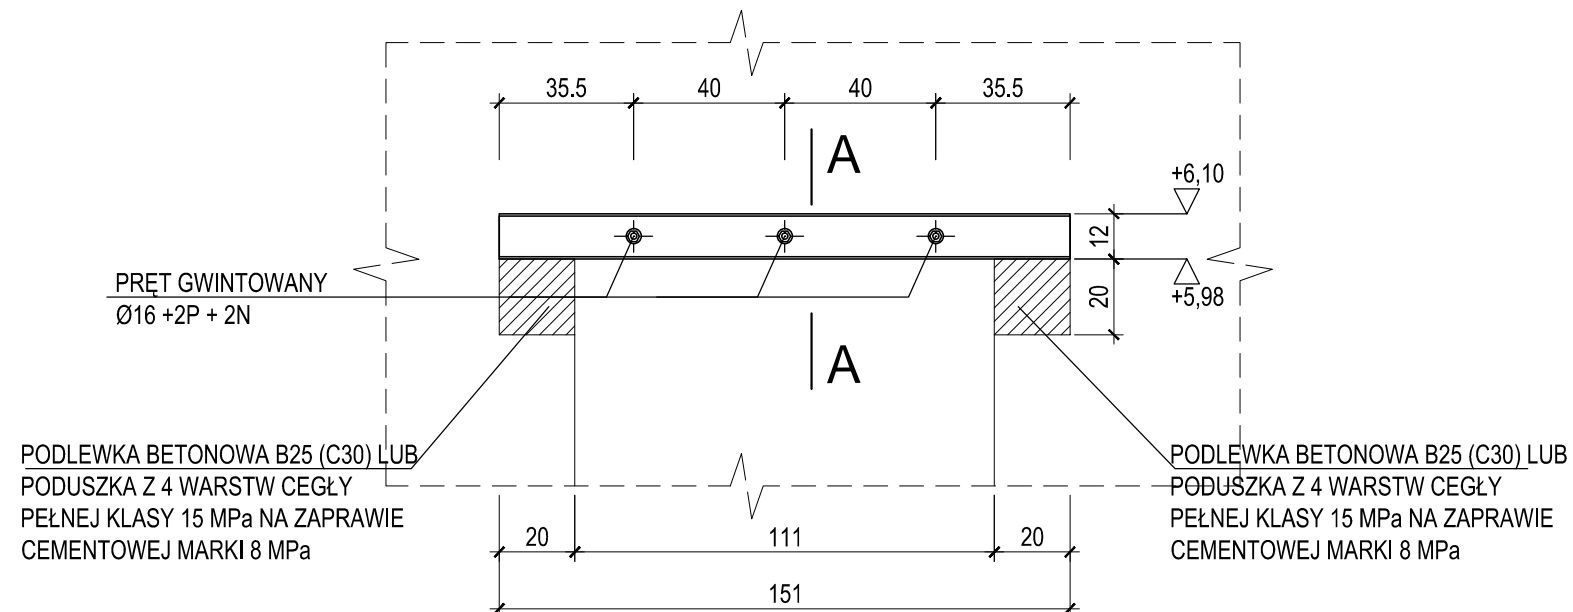 35.5 40 40 35.5
A
+6,10
12
PRĘT GWINTOWANY
Ø16 +2P + 2N
20
+5,98
A
PODLEWKA BETONOWA B25 (C30) LUB
PODUSZKA Z 4 WARSTW CEGŁY
PEŁNEJ KLASY 15 MPa NA ZAPRAWIE
CEMENTOWEJ MARKI 8 MPa
PODLEWKA BETONOWA B25 (C30) LUB
PODUSZKA Z 4 WARSTW CEGŁY
PEŁNEJ KLASY 15 MPa NA ZAPRAWIE
CEMENTOWEJ MARKI 8 MPa
20 111 20
151